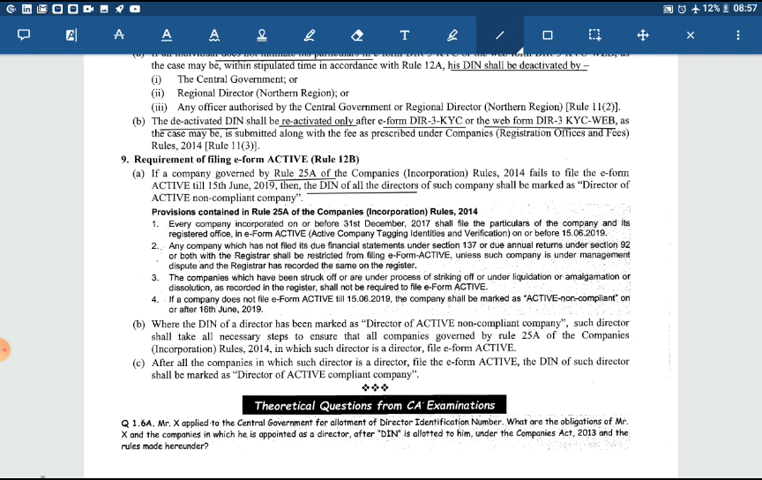 12% 08:57
the case may be, within stipulated time in accordance with Rule 12A, his DIN shall be deactivated by –
(i) The Central Government; or
(ii) Regional Director (Northern Region); or
(iii) Any officer authorised by the Central Government or Regional Director (Northern Region) [Rule 11(2)].
(b) The de-activated DIN shall be re-activated only after e-form DIR-3-KYC or the web form DIR-3 KYC-WEB, as
the case may be, is submitted along with the fee as prescribed under Companies (Registration Offices and Fees)
Rules, 2014 [Rule 11(3)].
9. Requirement of filing e-form ACTIVE (Rule 12B)
(a) If a company governed by Rule 25A of the Companies (Incorporation) Rules, 2014 fails to file the e-form
ACTIVE till 15th June, 2019, then, the DIN of all the directors of such company shall be marked as “Director of
ACTIVE non-compliant company”.
Provisions contained in Rule 25A of the Companies (Incorporation) Rules, 2014
1. Every company incorporated on or before 31st December, 2017 shall file the particulars of the company and its
registered office, in e-Form ACTIVE (Active Company Tagging Identities and Verification) on or before 15.06.2019.
2. Any company which has not filed its due financial statements under section 137 or due annual returns under section 92
or both with the Registrar shall be restricted from filing e-Form-ACTIVE, unless such company is under management
dispute and the Registrar has recorded the same on the register.
3. The companies which have been struck off or are under process of striking off or under liquidation or amalgamation or
dissolution, as recorded in the register, shall not be required to file e-Form ACTIVE.
4. If a company does not file e-Form ACTIVE till 15.06.2019, the company shall be marked as “ACTIVE-non-compliant” on
or after 16th June, 2019.
(b) Where the DIN of a director has been marked as “Director of ACTIVE non-compliant company”, such director
shall take all necessary steps to ensure that all companies governed by rule 25A of the Companies
(Incorporation) Rules, 2014, in which such director is a director, file e-form ACTIVE.
(c) After all the companies in which such director is a director, file the e-form ACTIVE, the DIN of such director
shall be marked as “Director of ACTIVE compliant company”.
Theoretical Questions from CA Examinations
Q 1.6A. Mr. X applied to the Central Government for allotment of Director Identification Number. What are the obligations of Mr.
X and the companies in which he is appointed as a director, after "DIN" is allotted to him, under the Companies Act, 2013 and the
rules made hereunder?